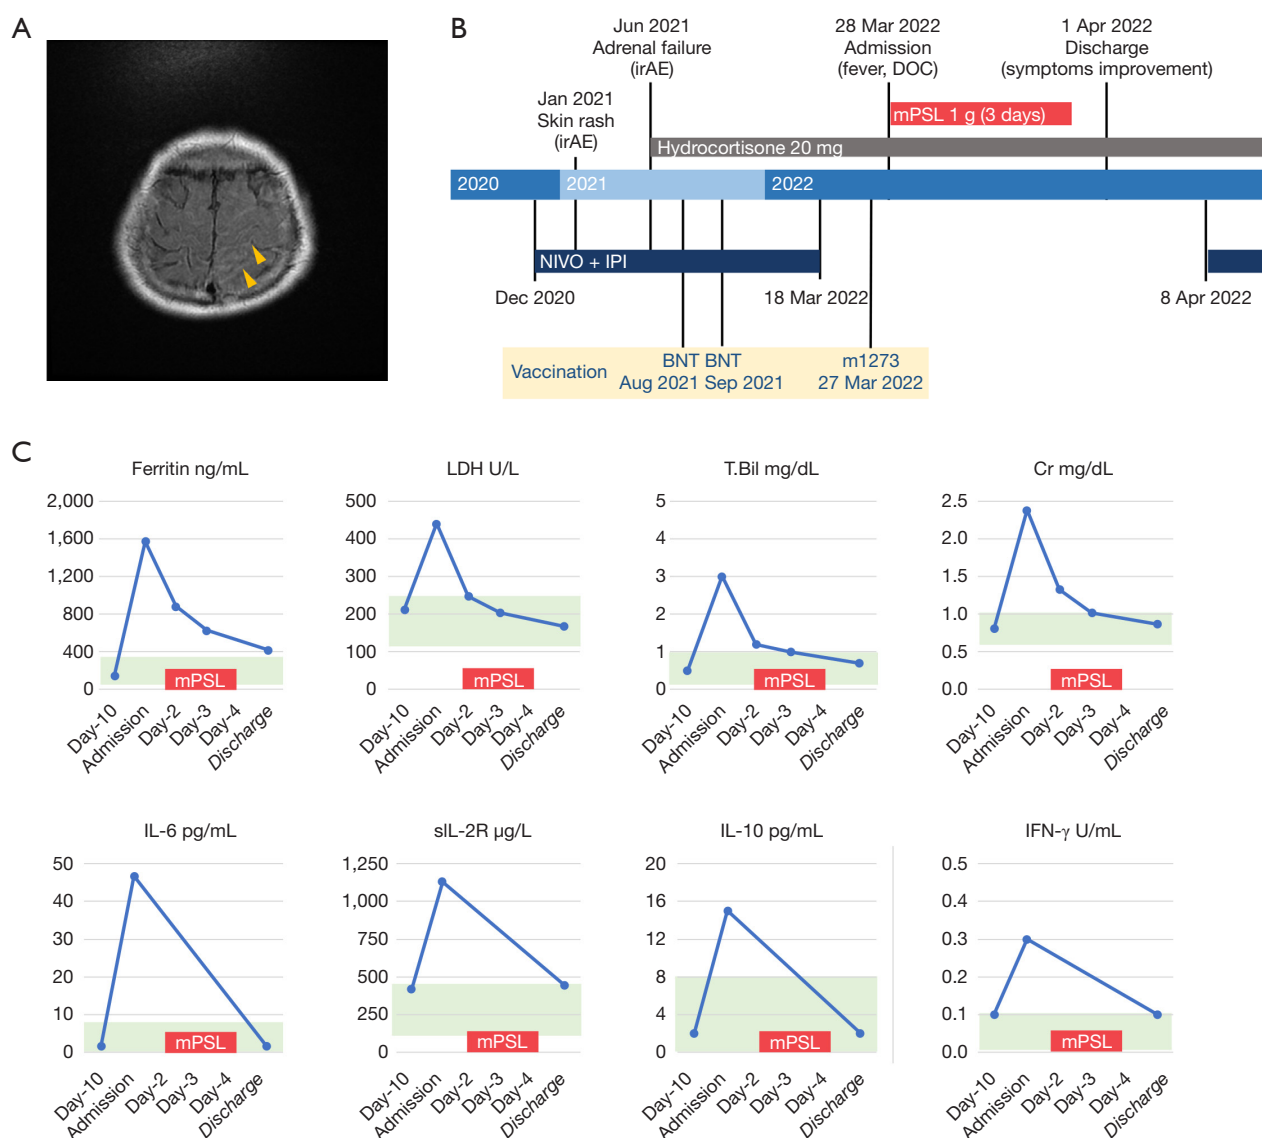 A
B
Jun 2021
Adrenal failure
(irAE)
28 Mar 2022
Admission
(fever, DOC)
1 Apr 2022
Discharge
(symptoms improvement)
Jan 2021
Skin rash
(irAE)
mPSL 1 g (3 days)
Hydrocortisone 20 mg
2020
2021
2022
NIVO + IPI
Dec 2020
18 Mar 2022
8 Apr 2022
Vaccination
BNT BNT
Aug 2021 Sep 2021
m1273
27 Mar 2022
C
Ferritin ng/mL
2,000
1,600
1,200
800
400
0
mPSL
Day-10
Admission
Day-2
Day-3
Day-4
Discharge
LDH U/L
500
400
300
200
100
0
mPSL
Day-10
Admission
Day-2
Day-3
Day-4
Discharge
T.Bil mg/dL
5
4
3
2
1
0
mPSL
Day-10
Admission
Day-2
Day-3
Day-4
Discharge
Cr mg/dL
2.5
2.0
1.5
1.0
0.5
0.0
mPSL
Day-10
Admission
Day-2
Day-3
Day-4
Discharge
IL-6 pg/mL
50
40
30
20
10
0
mPSL
Day-10
Admission
Day-2
Day-3
Day-4
Discharge
sIL-2R µg/L
1,250
1,000
750
500
250
0
mPSL
Day-10
Admission
Day-2
Day-3
Day-4
Discharge
IL-10 pg/mL
20
16
12
8
4
0
mPSL
Day-10
Admission
Day-2
Day-3
Day-4
Discharge
IFN-γ U/mL
0.5
0.4
0.3
0.2
0.1
0.0
mPSL
Day-10
Admission
Day-2
Day-3
Day-4
Discharge